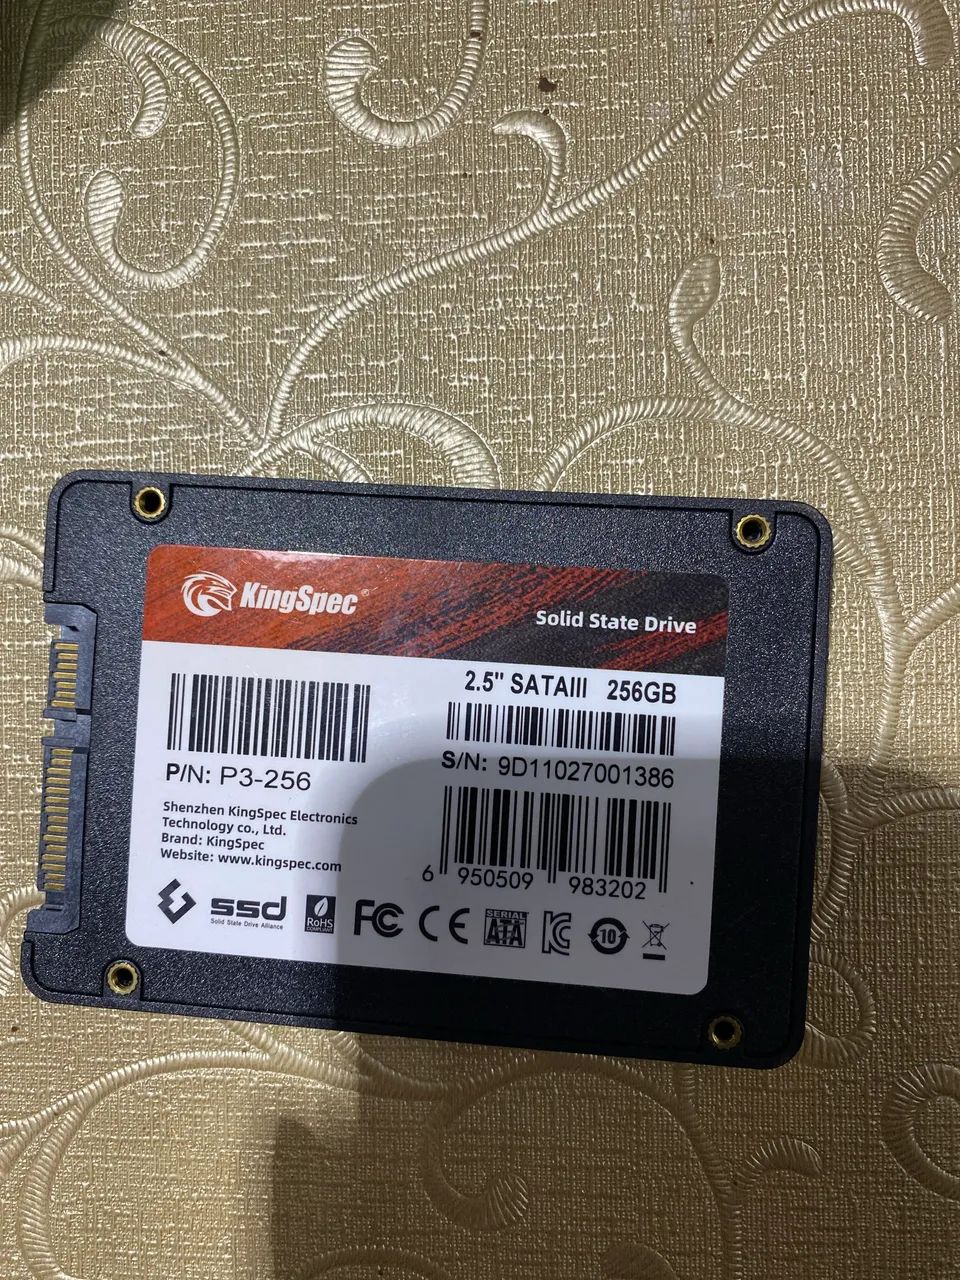 KingSpec®
Solid State Drive
2.5" SATAIII 256GB
P/N: P3-256
S/N: 9D11027001386
Shenzhen KingSpec Electronics
Technology co., Ltd.
Brand: KingSpec
Website: www.kingspec.com
6 950509 983202
ssd
Solid State Drive Alliance
RoHS
COMPLIANT
FC
CE
SERIAL
ATA
KC
10